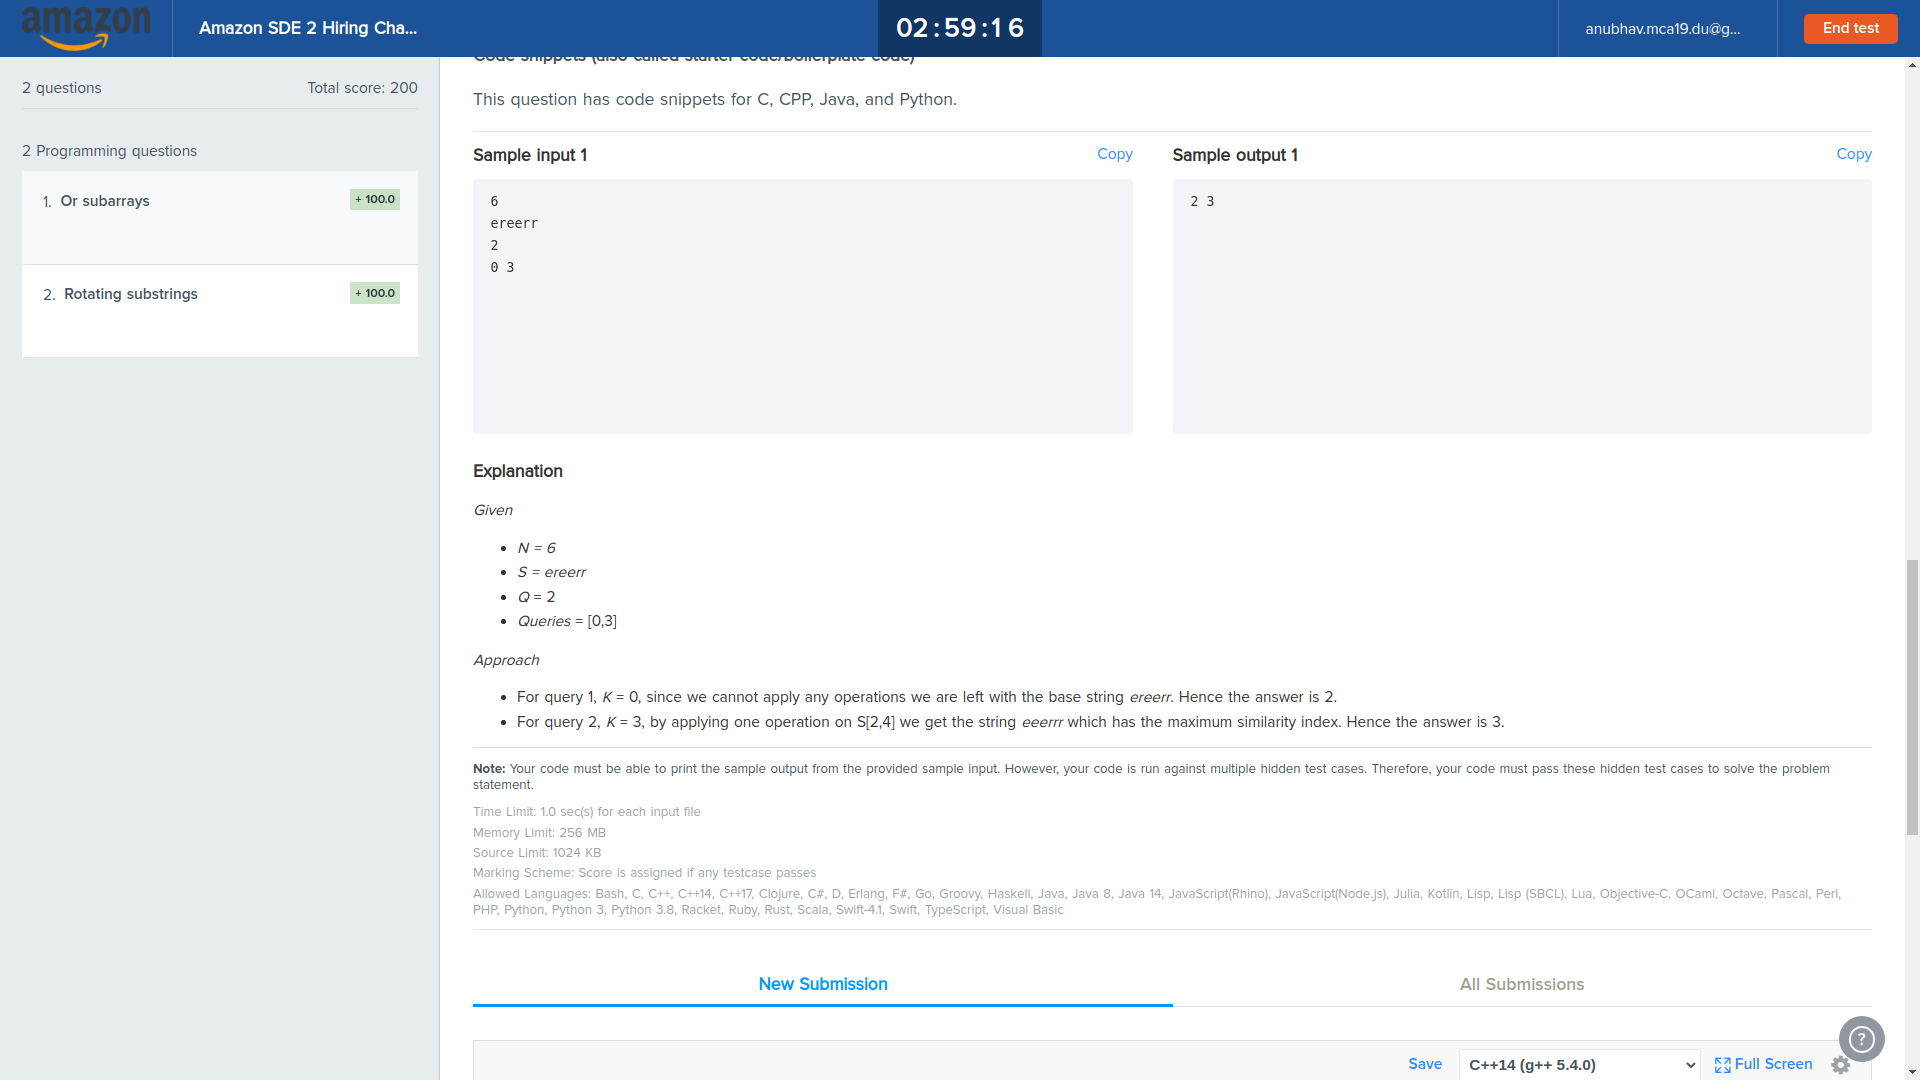 amazon
Amazon SDE 2 Hiring Cha...
02:59:16
anubhav.mca19.du@g...
End test
2 questions
Total score: 200
2 Programming questions
1. Or subarrays
+ 100.0
2. Rotating substrings
+ 100.0
Code snippets (also called starter code/boilerplate code)
This question has code snippets for C, CPP, Java, and Python.
Sample input 1
Copy
Sample output 1
Copy
6
ereerr
2
0 3
2 3
Explanation
Given
• N = 6
• S = ereerr
• Q = 2
• Queries = [0,3]
Approach
• For query 1, K = 0, since we cannot apply any operations we are left with the base string ereerr. Hence the answer is 2.
• For query 2, K = 3, by applying one operation on S[2,4] we get the string eeerrr which has the maximum similarity index. Hence the answer is 3.
Note: Your code must be able to print the sample output from the provided sample input. However, your code is run against multiple hidden test cases. Therefore, your code must pass these hidden test cases to solve the problem
statement.
Time Limit: 1.0 sec(s) for each input file
Memory Limit: 256 MB
Source Limit: 1024 KB
Marking Scheme: Score is assigned if any testcase passes
Allowed Languages: Bash, C, C++, C++14, C++17, Clojure, C#, D, Erlang, F#, Go, Groovy, Haskell, Java, Java 8, Java 14, JavaScript(Rhino), JavaScript(Node.js), Julia, Kotlin, Lisp, Lisp (SBCL), Lua, Objective-C, OCaml, Octave, Pascal, Perl,
PHP, Python, Python 3, Python 3.8, Racket, Ruby, Rust, Scala, Swift-4.1, Swift, TypeScript, Visual Basic
New Submission
All Submissions
?
Save
C++14 (g++ 5.4.0)
Full Screen